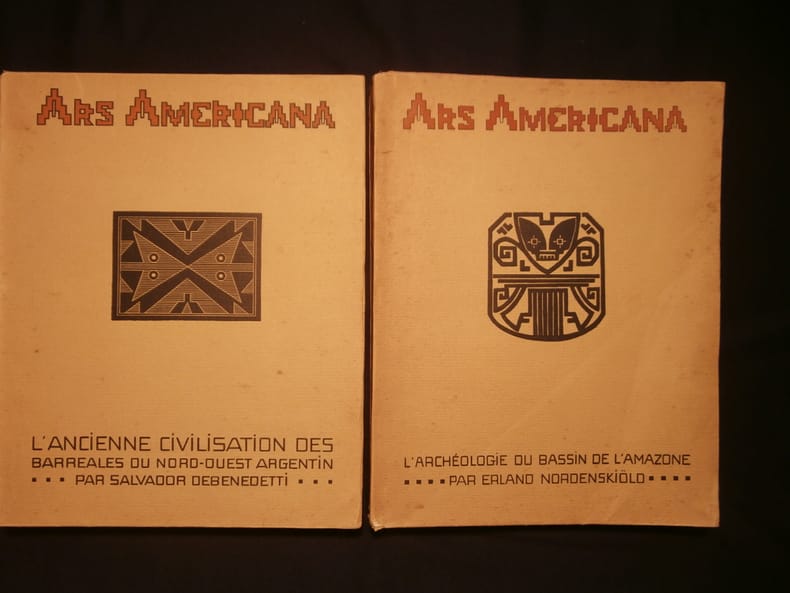 ARS AMERICANA
L'ANCIENNE CIVILISATION DES
BARREALES DU NORD-OUEST ARGENTIN
PAR SALVADOR DEBENEDETTI
ARS AMERICANA
L'ARCHÉOLOGIE DU BASSIN DE L'AMAZONE
PAR ERLAND NORDENSKIÖLD